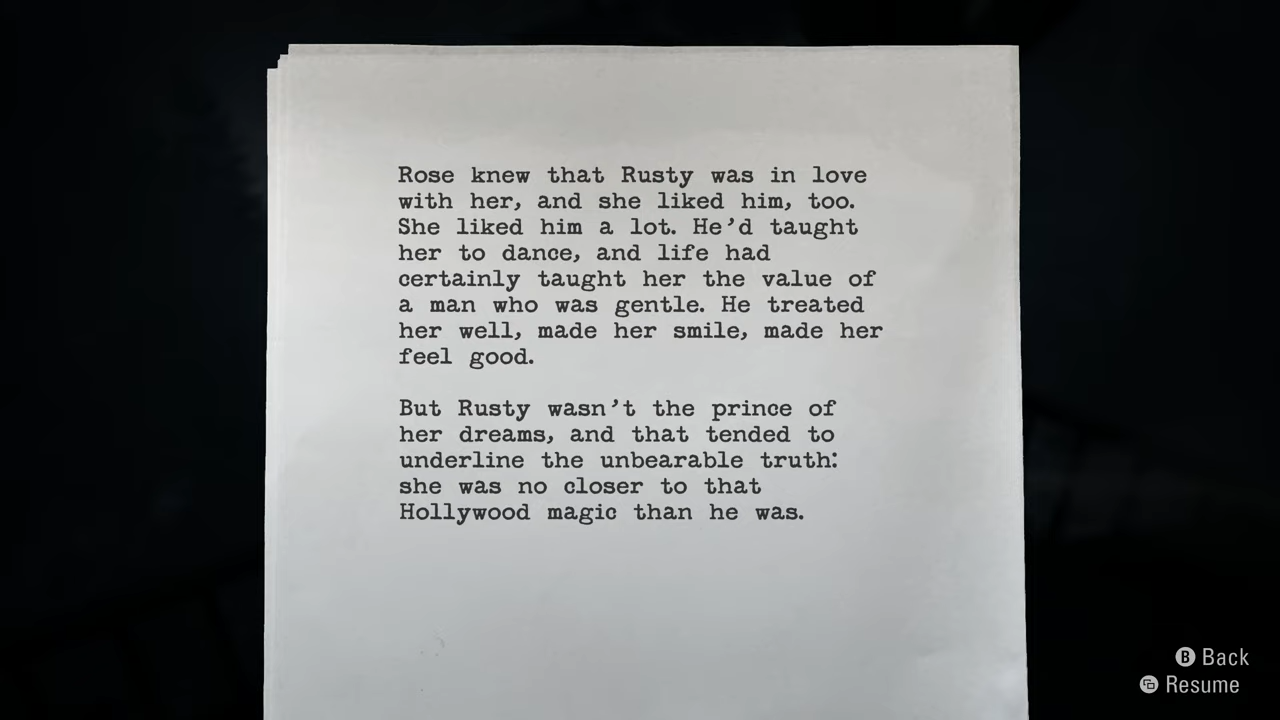 Rose knew that Rusty was in love
with her, and she liked him, too.
She liked him a lot. He’d taught
her to dance, and life had
certainly taught her the value of
a man who was gentle. He treated
her well, made her smile, made her
feel good.
But Rusty wasn’t the prince of
her dreams, and that tended to
underline the unbearable truth:
she was no closer to that
Hollywood magic than he was.
B Back
Resume